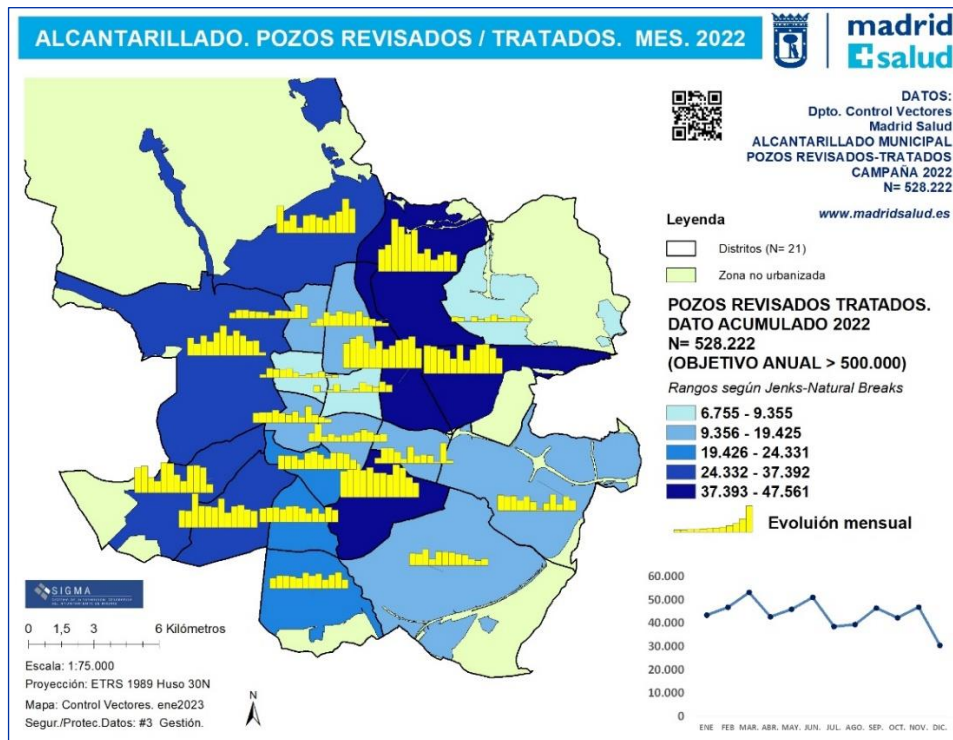 ALCANTARILLADO. POZOS REVISADOS / TRATADOS. MES. 2022
madrid
salud
DATOS:
Dpto. Control Vectores
Madrid Salud
ALCANTARILLADO MUNICIPAL
POZOS REVISADOS-TRATADOS
CAMPAÑA 2022
N= 528.222
www.madridsalud.es
Leyenda
Distritos (N= 21)
Zona no urbanizada
POZOS REVISADOS TRATADOS.
DATO ACUMULADO 2022
N= 528.222
(OBJETIVO ANUAL > 500.000)
Rangos según Jenks-Natural Breaks
6.755 - 9.355
9.356 - 19.425
19.426 - 24.331
24.332 - 37.392
37.393 - 47.561
Evoluión mensual
60.000
50.000
40.000
30.000
20.000
10.000
0
ENE FEB MAR. ABR. MAY. JUN. JUL. AGO. SEP. OCT. NOV. DIC.
SIGMA
0 1,5 3 6 Kilómetros
Escala: 1:75.000
Proyección: ETRS 1989 Huso 30N
Mapa: Control Vectores. ene2023
Segur./Protec.Datos: #3 Gestión.
N